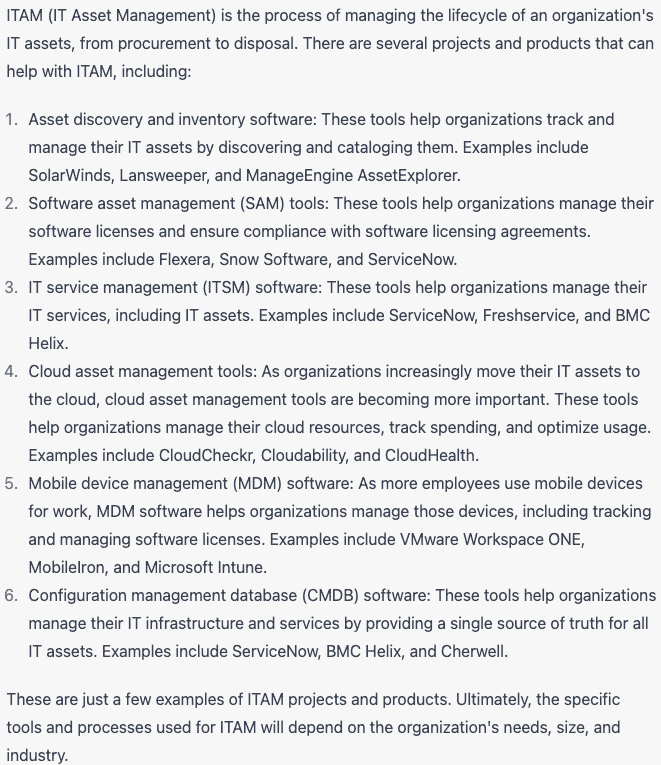 ITAM (IT Asset Management) is the process of managing the lifecycle of an organization's
IT assets, from procurement to disposal. There are several projects and products that can
help with ITAM, including:
1. Asset discovery and inventory software: These tools help organizations track and
manage their IT assets by discovering and cataloging them. Examples include
SolarWinds, Lansweeper, and ManageEngine AssetExplorer.
2. Software asset management (SAM) tools: These tools help organizations manage their
software licenses and ensure compliance with software licensing agreements.
Examples include Flexera, Snow Software, and ServiceNow.
3. IT service management (ITSM) software: These tools help organizations manage their
IT services, including IT assets. Examples include ServiceNow, Freshservice, and BMC
Helix.
4. Cloud asset management tools: As organizations increasingly move their IT assets to
the cloud, cloud asset management tools are becoming more important. These tools
help organizations manage their cloud resources, track spending, and optimize usage.
Examples include CloudCheckr, Cloudability, and CloudHealth.
5. Mobile device management (MDM) software: As more employees use mobile devices
for work, MDM software helps organizations manage those devices, including tracking
and managing software licenses. Examples include VMware Workspace ONE,
MobileIron, and Microsoft Intune.
6. Configuration management database (CMDB) software: These tools help organizations
manage their IT infrastructure and services by providing a single source of truth for all
IT assets. Examples include ServiceNow, BMC Helix, and Cherwell.
These are just a few examples of ITAM projects and products. Ultimately, the specific
tools and processes used for ITAM will depend on the organization's needs, size, and
industry.